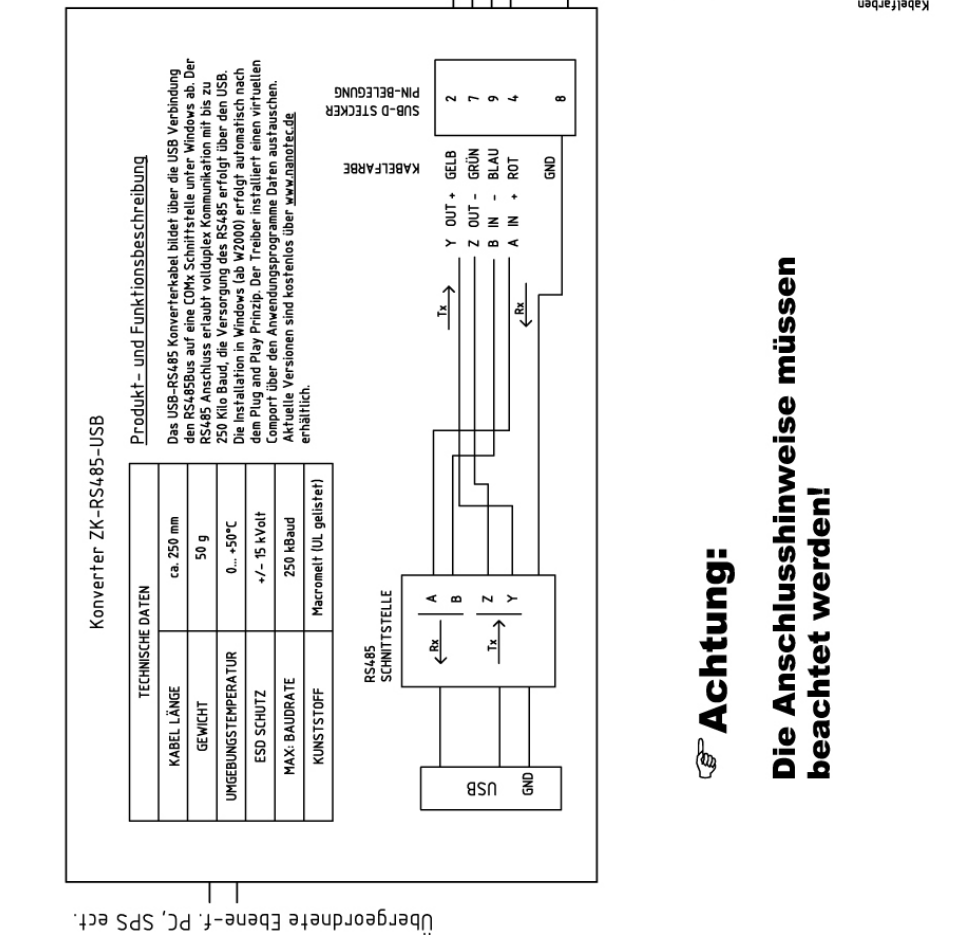 Kabelfarben
Konverter ZK-RS485-USB
TECHNISCHE DATEN
KABEL LÄNGE ca. 250 mm
GEWICHT 50 g
UMGEBUNGSTEMPERATUR 0... +50°C
ESD SCHUTZ +/- 15 kVolt
MAX: BAUDRATE 250 kBaud
KUNSTSTOFF Macromelt (UL gelistet)
Produkt- und Funktionsbeschreibung
Das USB-RS485 Konverterkabel bildet über die USB Verbindung
den RS485Bus auf eine COMx Schnittstelle unter Windows ab. Der
RS485 Anschluss erlaubt vollduplex Kommunikation mit bis zu
250 Kilo Baud, die Versorgung des RS485 erfolgt über den USB.
Die Installation in Windows (ab W2000) erfolgt automatisch nach
dem Plug and Play Prinzip. Der Treiber installiert einen virtuellen
Comport über den Anwendungsprogramme Daten austauschen.
Aktuelle Versionen sind kostenlos über www.nanotec.de
erhältlich.
SUB-D STECKER
PIN-BELEGUNG
KABELFARBE
Y OUT + GELB 2
Z OUT - GRÜN 7
B IN - BLAU 9
A IN + ROT 4
GND 8
Tx
Rx
RS485
SCHNITTSTELLE
Rx
A
B
Tx
Z
Y
USB
GND
Übergeordnete Ebene-f. PC, SPS ect.
Achtung:
Die Anschlusshinweise müssen
beachtet werden!